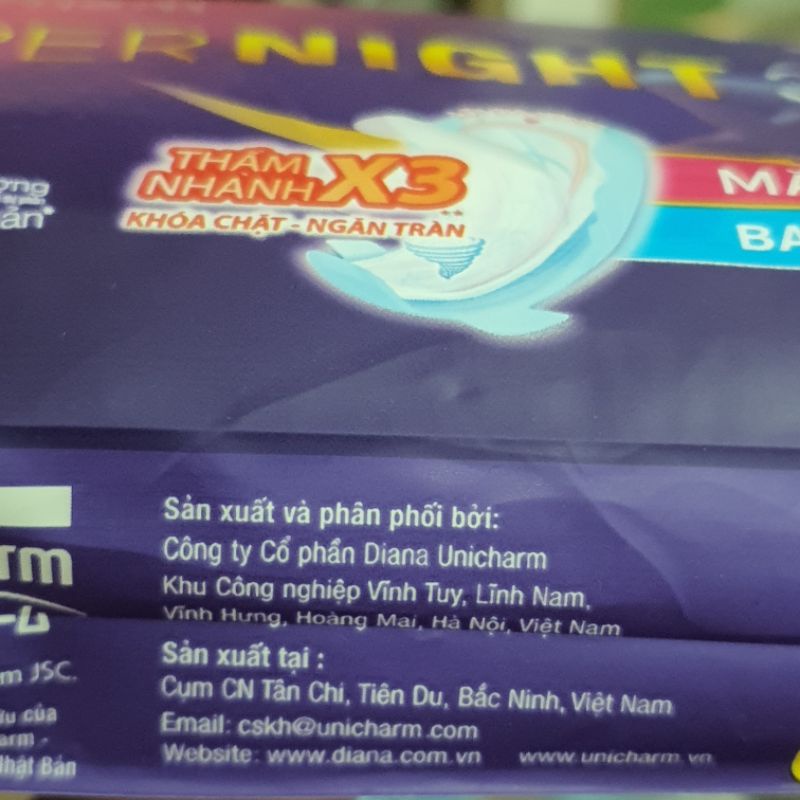 PER NIGHT
THẤM
NHANH X3
KHÓA CHẶT - NGĂN TRÀN**
BA
Sản xuất và phân phối bởi:
Công ty Cổ phần Diana Unicharm
Khu Công nghiệp Vĩnh Tuy, Lĩnh Nam,
Vĩnh Hưng, Hoàng Mai, Hà Nội, Việt Nam
Sản xuất tại :
m JSC.
Cụm CN Tân Chi, Tiên Du, Bắc Ninh, Việt Nam
Email: cskh@unicharm.com
của
Website: www.diana.com.vn www.unicharm.vn
Nhật Bản